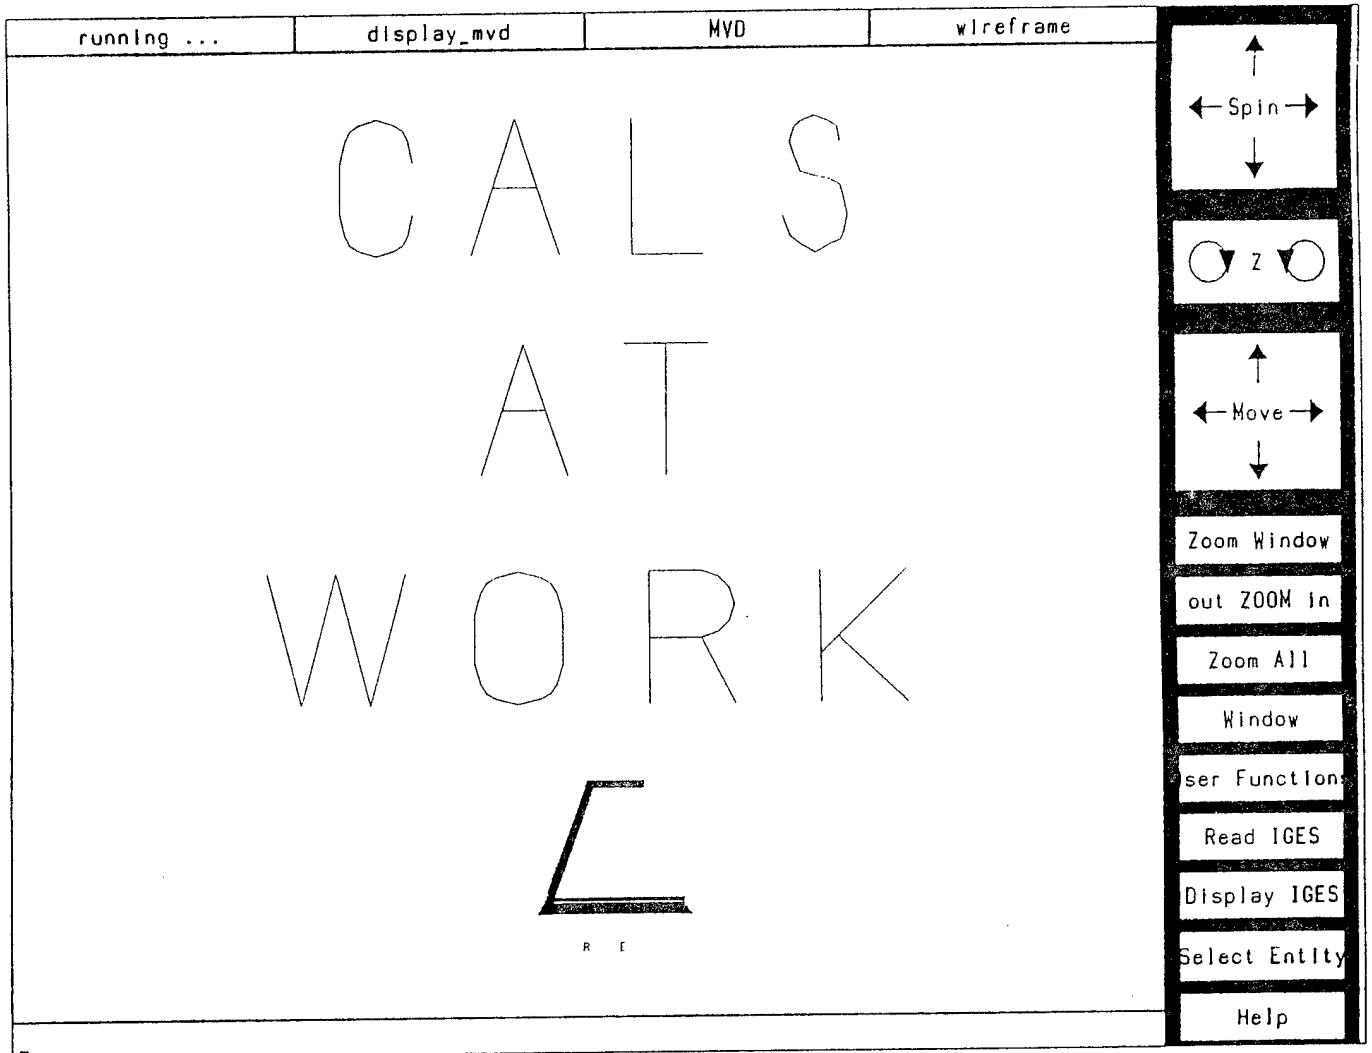 running ... display_mvd MVD wireframe
CALS
AT
WORK
R E
Spin
Z
Move
Zoom Window
out ZOOM in
Zoom All
Window
ser Functions
Read IGES
Display IGES
Select Entity
Help